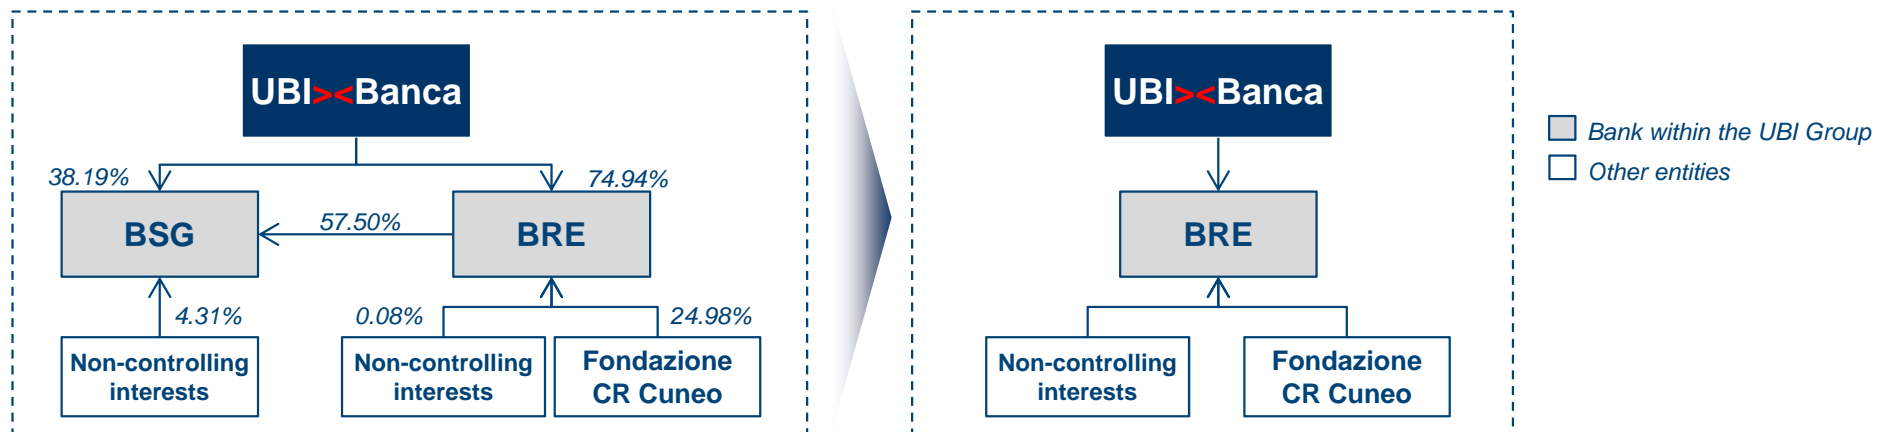 UBI><Banca
38.19%
74.94%
BSG
57.50%
BRE
4.31%
0.08%
24.98%
Non-controlling
interests
Non-controlling
interests
Fondazione
CR Cuneo
UBI><Banca
BRE
Non-controlling
interests
Fondazione
CR Cuneo
Bank within the UBI Group
Other entities